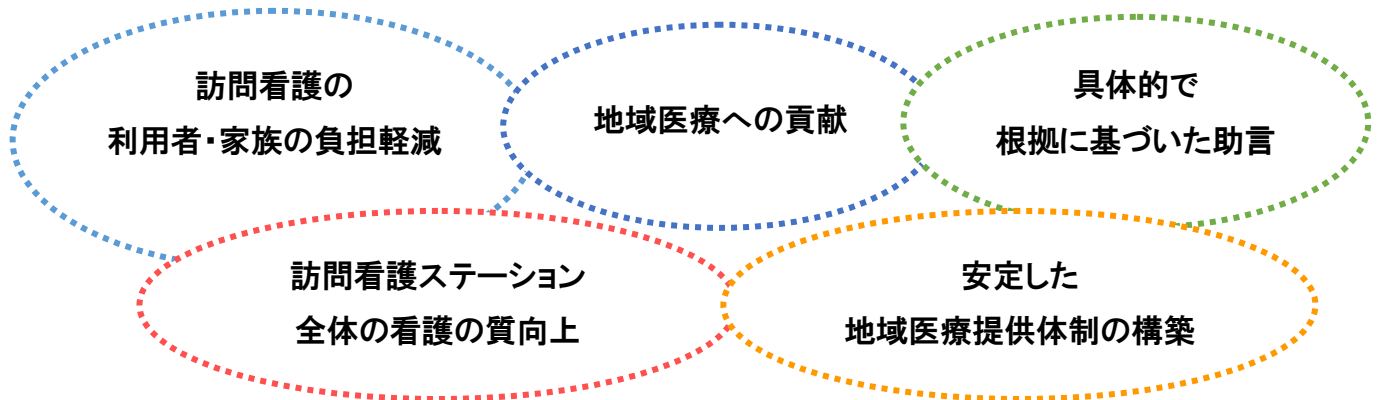 訪問看護の
利用者・家族の負担軽減
地域医療への貢献
具体的で
根拠に基づいた助言
訪問看護ステーション
全体の看護の質向上
安定した
地域医療提供体制の構築